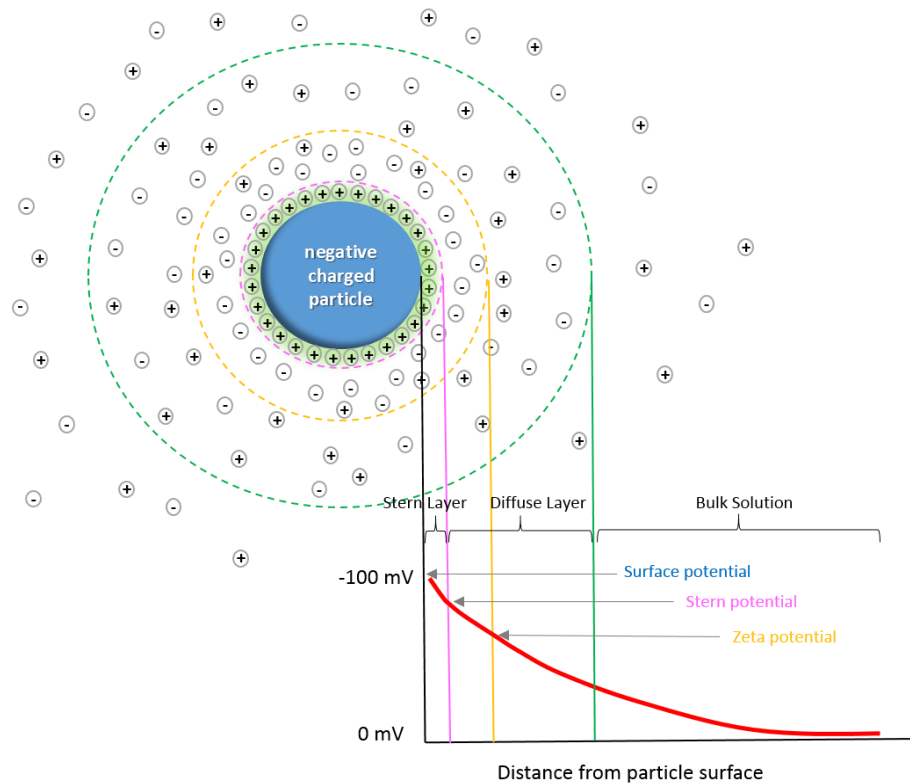 negative
charged
particle
Stern Layer
Diffuse Layer
Bulk Solution
-100 mV
Surface potential
Stern potential
Zeta potential
0 mV
Distance from particle surface